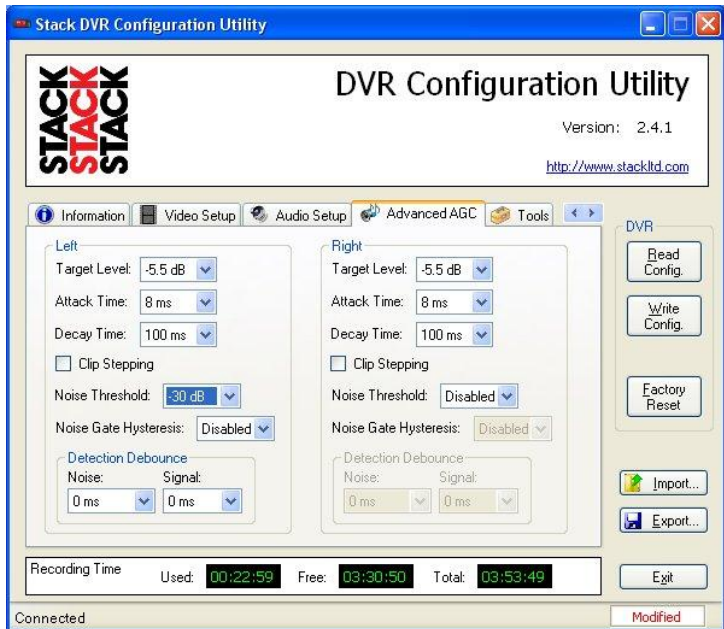 Stack DVR Configuration Utility
STACK STACK STACK
DVR Configuration Utility
Version: 2.4.1
http://www.stackltd.com
Information Video Setup Audio Setup Advanced AGC Tools
DVR
Read Config.
Write Config.
Factory Reset
Left
Target Level: -5.5 dB
Attack Time: 8 ms
Decay Time: 100 ms
Clip Stepping
Noise Threshold: -30 dB
Noise Gate Hysteresis: Disabled
Detection Debounce
Noise: Signal:
0 ms 0 ms
Right
Target Level: -5.5 dB
Attack Time: 8 ms
Decay Time: 100 ms
Clip Stepping
Noise Threshold: Disabled
Noise Gate Hysteresis: Disabled
Detection Debounce
Noise: Signal:
0 ms 0 ms
Import...
Export...
Recording Time Used: 00:22:59 Free: 03:30:50 Total: 03:53:49
Exit
Connected
Modified